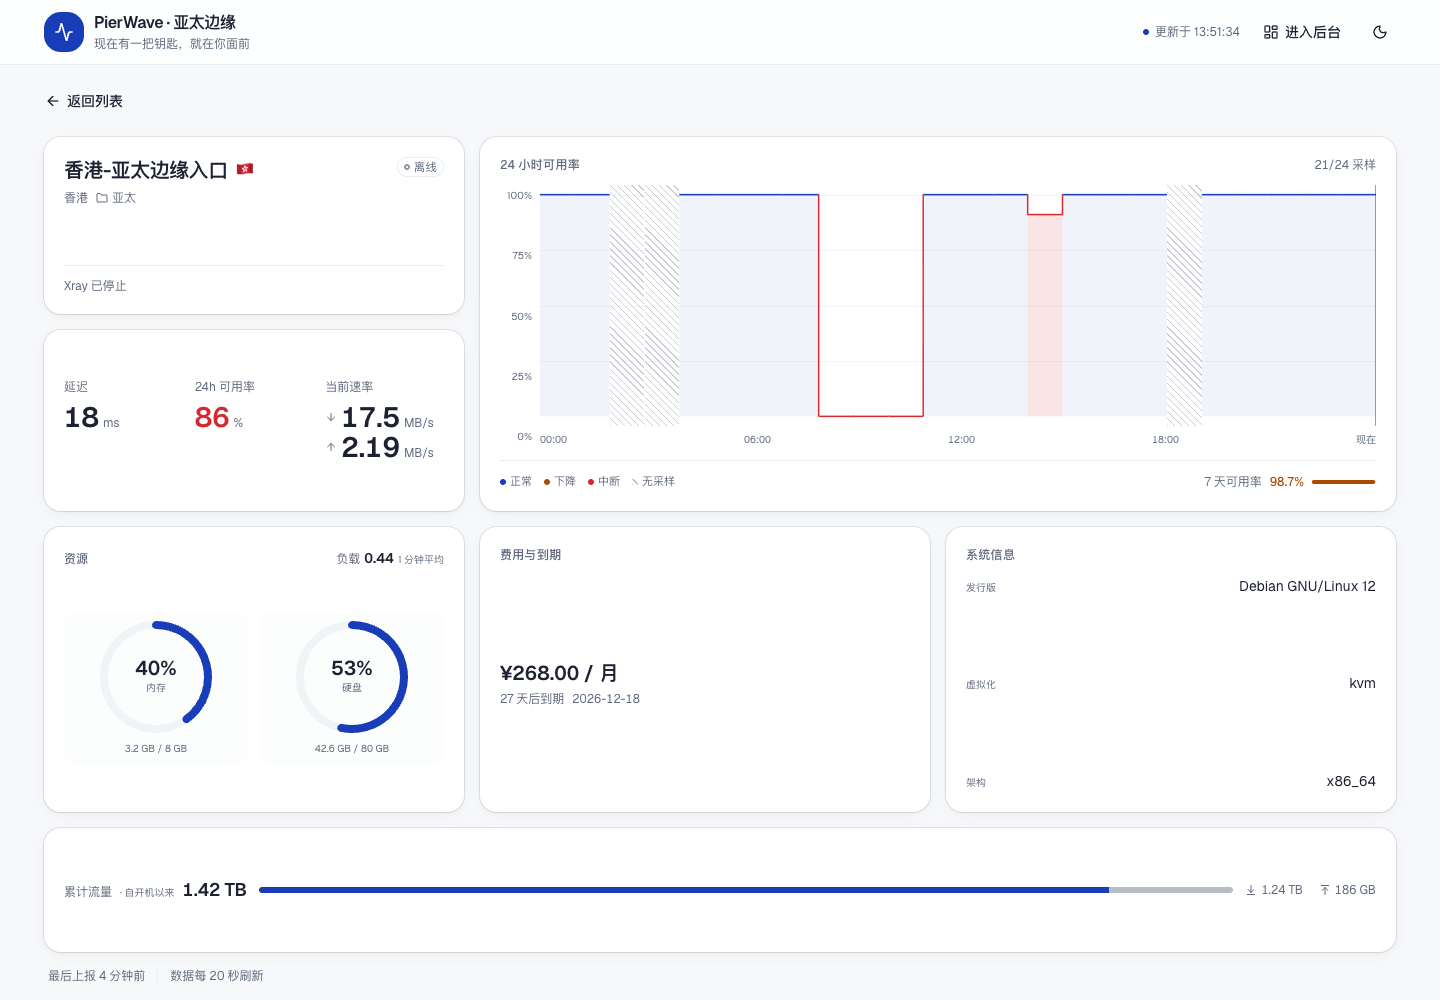 PierWave · 亚太边缘
现在有一把钥匙，就在你面前
更新于 13:51:34
进入后台
返回列表
香港-亚太边缘入口
离线
香港 亚太
Xray 已停止
24 小时可用率
21/24 采样
100%
75%
50%
25%
0%
00:00
06:00
12:00
18:00
现在
正常 下降 中断 无采样
7 天可用率 98.7%
延迟
18 ms
24h 可用率
86 %
当前速率
17.5 MB/s
2.19 MB/s
资源
负载 0.44 1 分钟平均
40%
内存
3.2 GB / 8 GB
53%
硬盘
42.6 GB / 80 GB
费用与到期
¥268.00 / 月
27 天后到期 2026-12-18
系统信息
发行版 Debian GNU/Linux 12
虚拟化 kvm
架构 x86_64
累计流量 · 自开机以来 1.42 TB
1.24 TB 186 GB
最后上报 4 分钟前 数据每 20 秒刷新